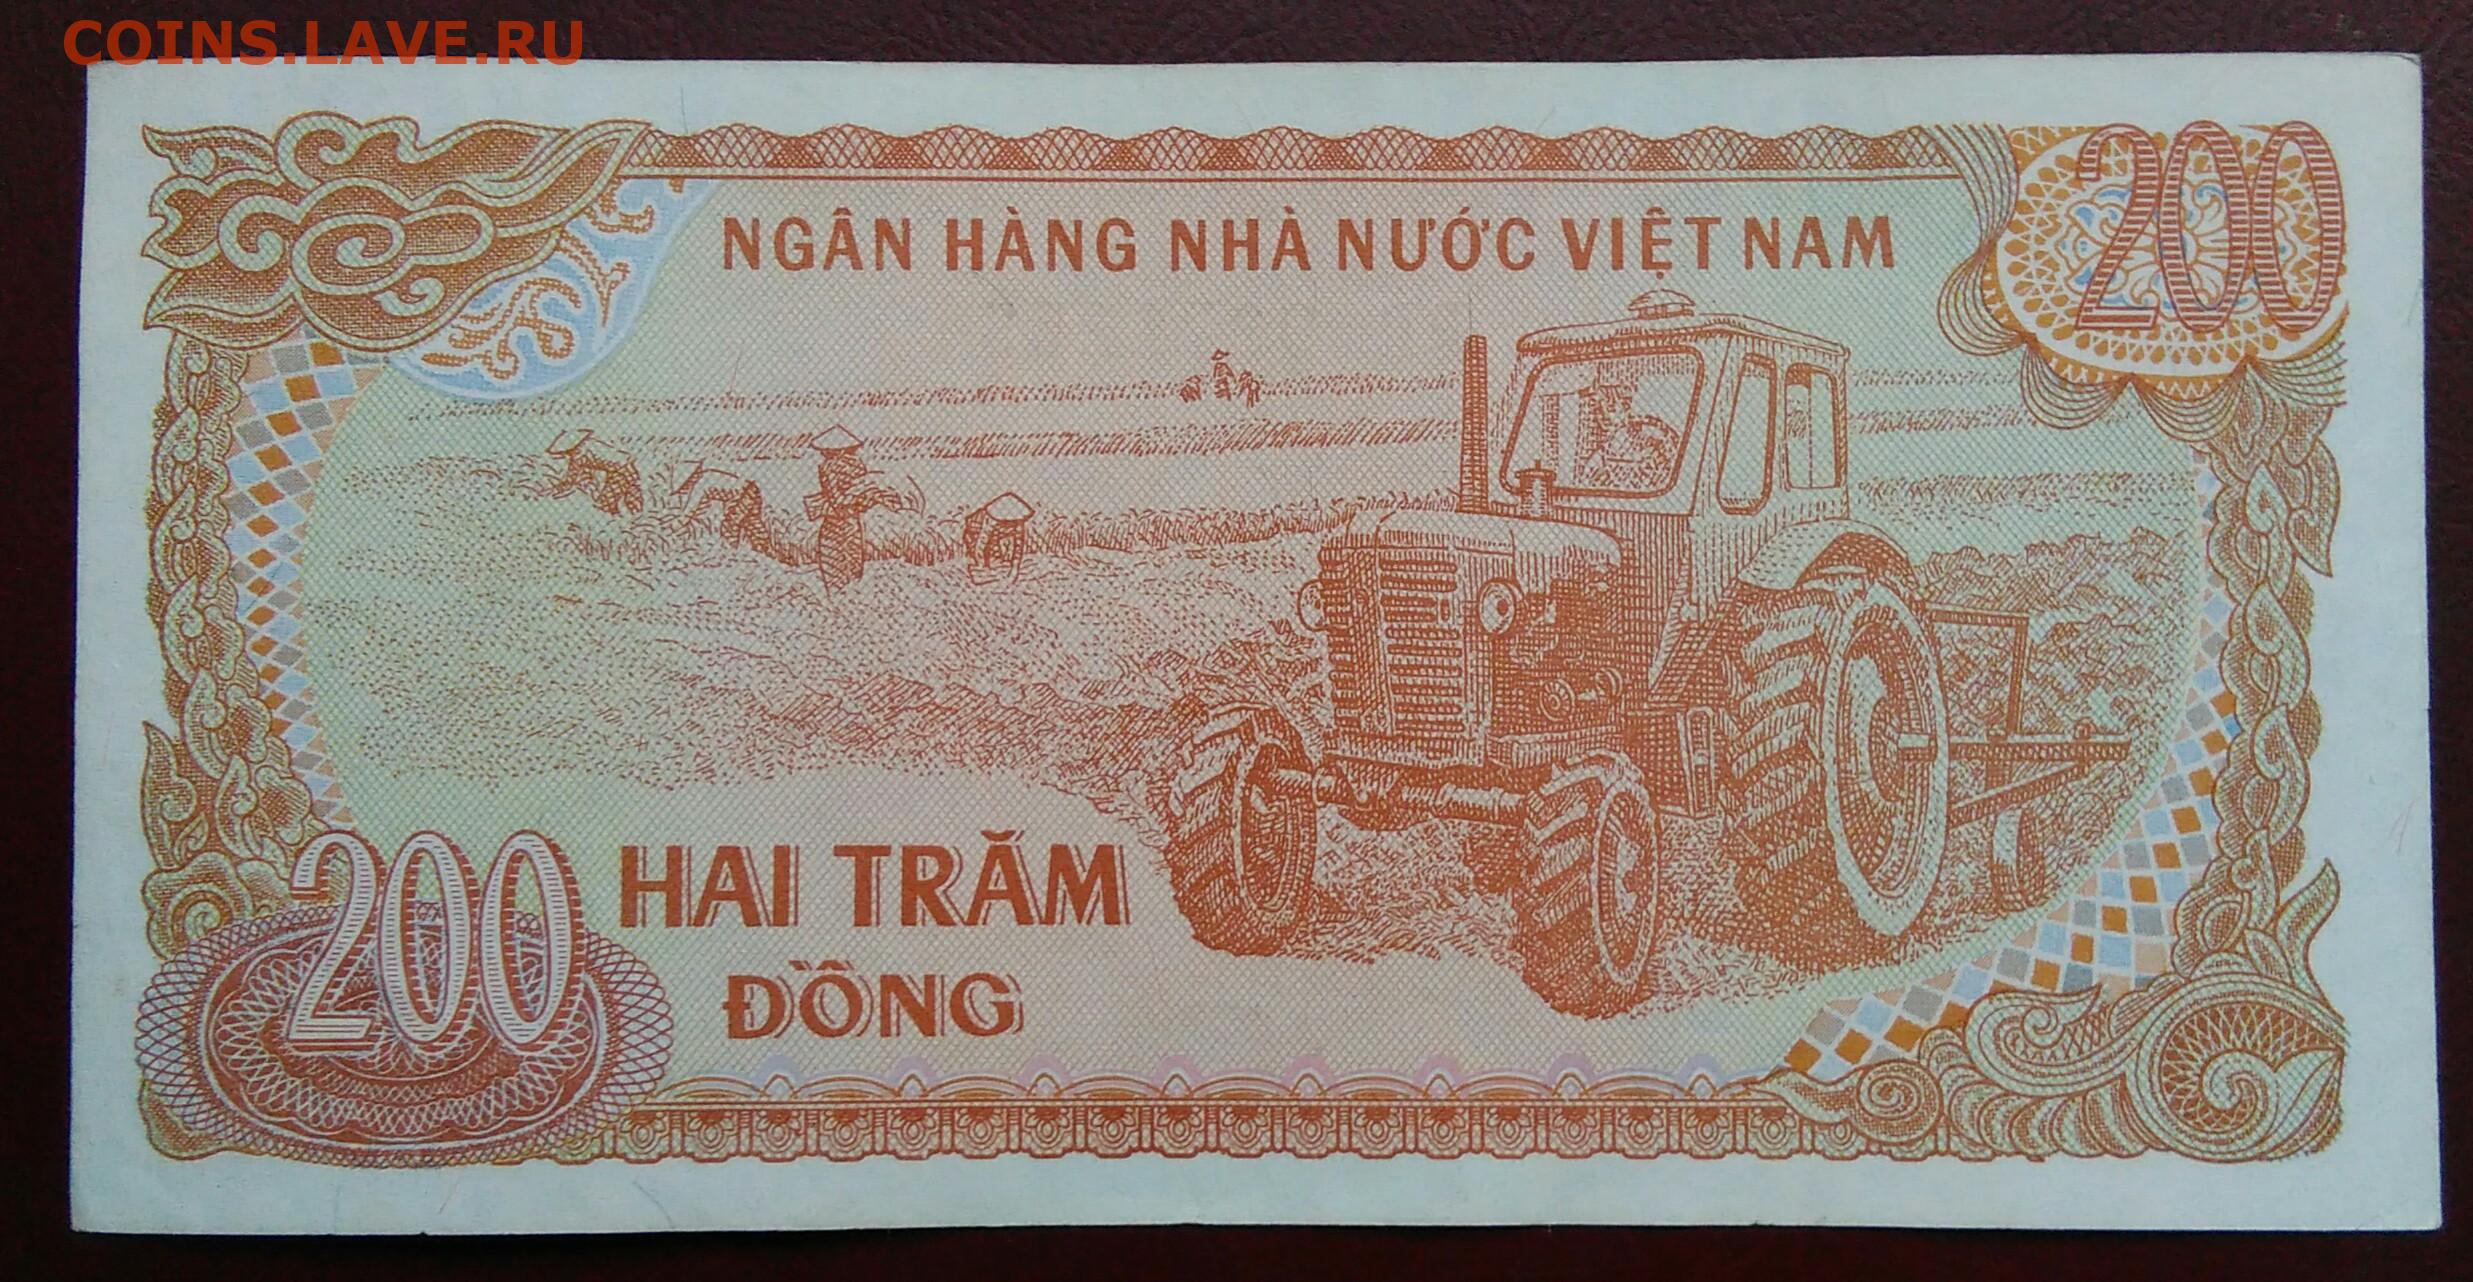 COINS.LAVE.RU
200
NGÂN HÀNG NHÀ NƯỚC VIỆT NAM
200
HAI TRĂM
ĐỒNG